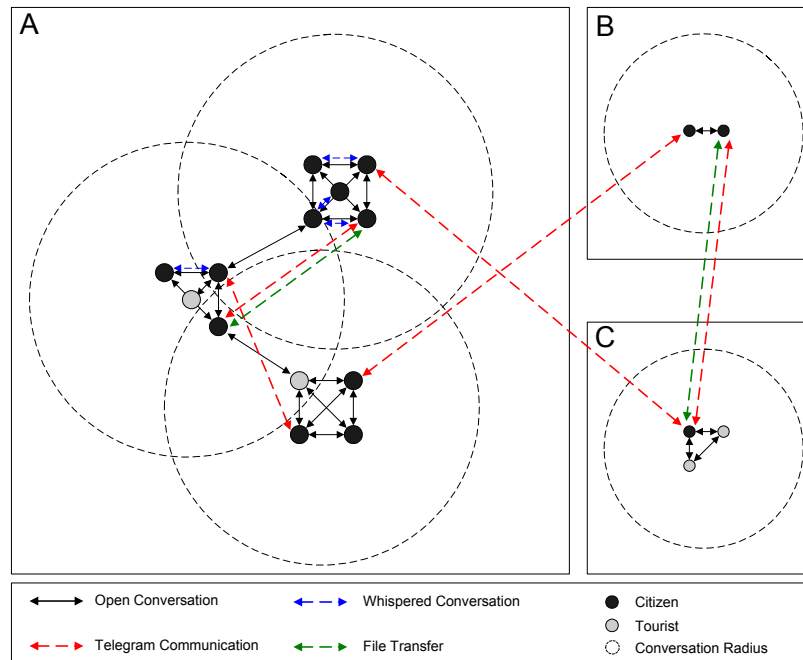 A
B
C
Open Conversation
Whispered Conversation
Citizen
Tourist
Telegram Communication
File Transfer
Conversation Radius